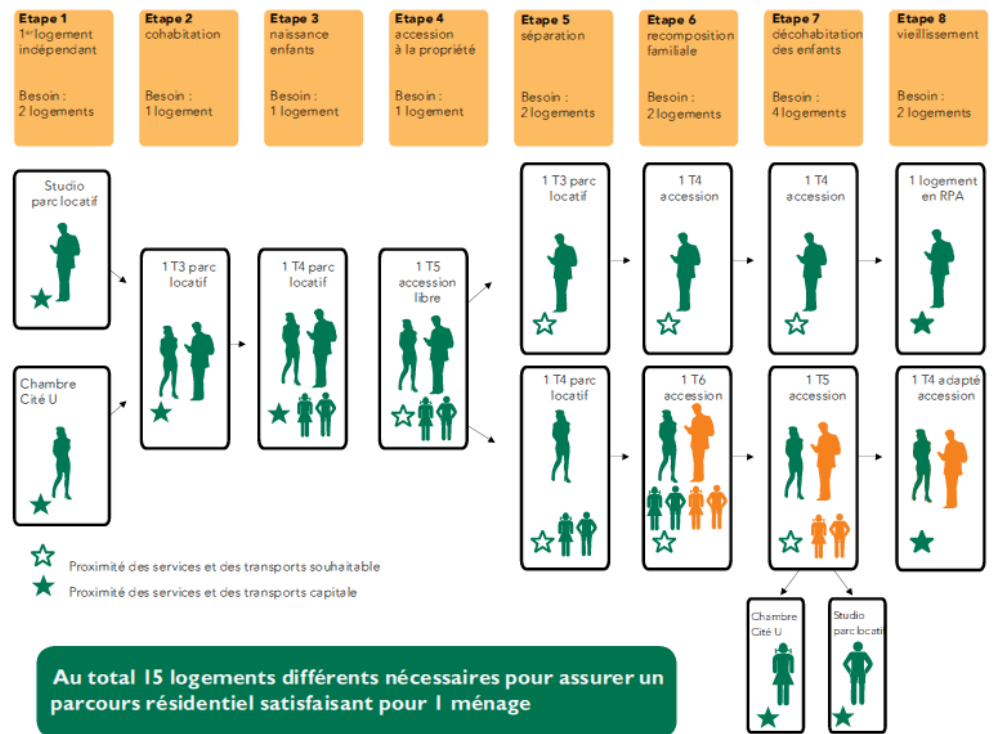 Etape 1
1er logement
indépendant
Besoin :
2 logements
Etape 2
cohabitation
Besoin :
1 logement
Etape 3
naissance
enfants
Besoin :
1 logement
Etape 4
accession
à la propriété
Besoin :
1 logement
Etape 5
séparation
Besoin :
2 logements
Etape 6
recomposition
familiale
Besoin :
2 logements
Etape 7
décohabitation
des enfants
Besoin :
4 logements
Etape 8
vieillissement
Besoin :
2 logements
Studio
parc locatif
Chambre
Cité U
1 T3 parc
locatif
1 T4 parc
locatif
1 T5
accession
libre
1 T3 parc
locatif
1 T4
accession
1 T4
accession
1 logement
en RPA
1 T4 parc
locatif
1 T6
accession
1 T5
accession
1 T4 adapté
accession
Chambre
Cité U
Studio
parc locatif
Proximité des services et des transports souhaitable
Proximité des services et des transports capitale
Au total 15 logements différents nécessaires pour assurer un
parcours résidentiel satisfaisant pour 1 ménage